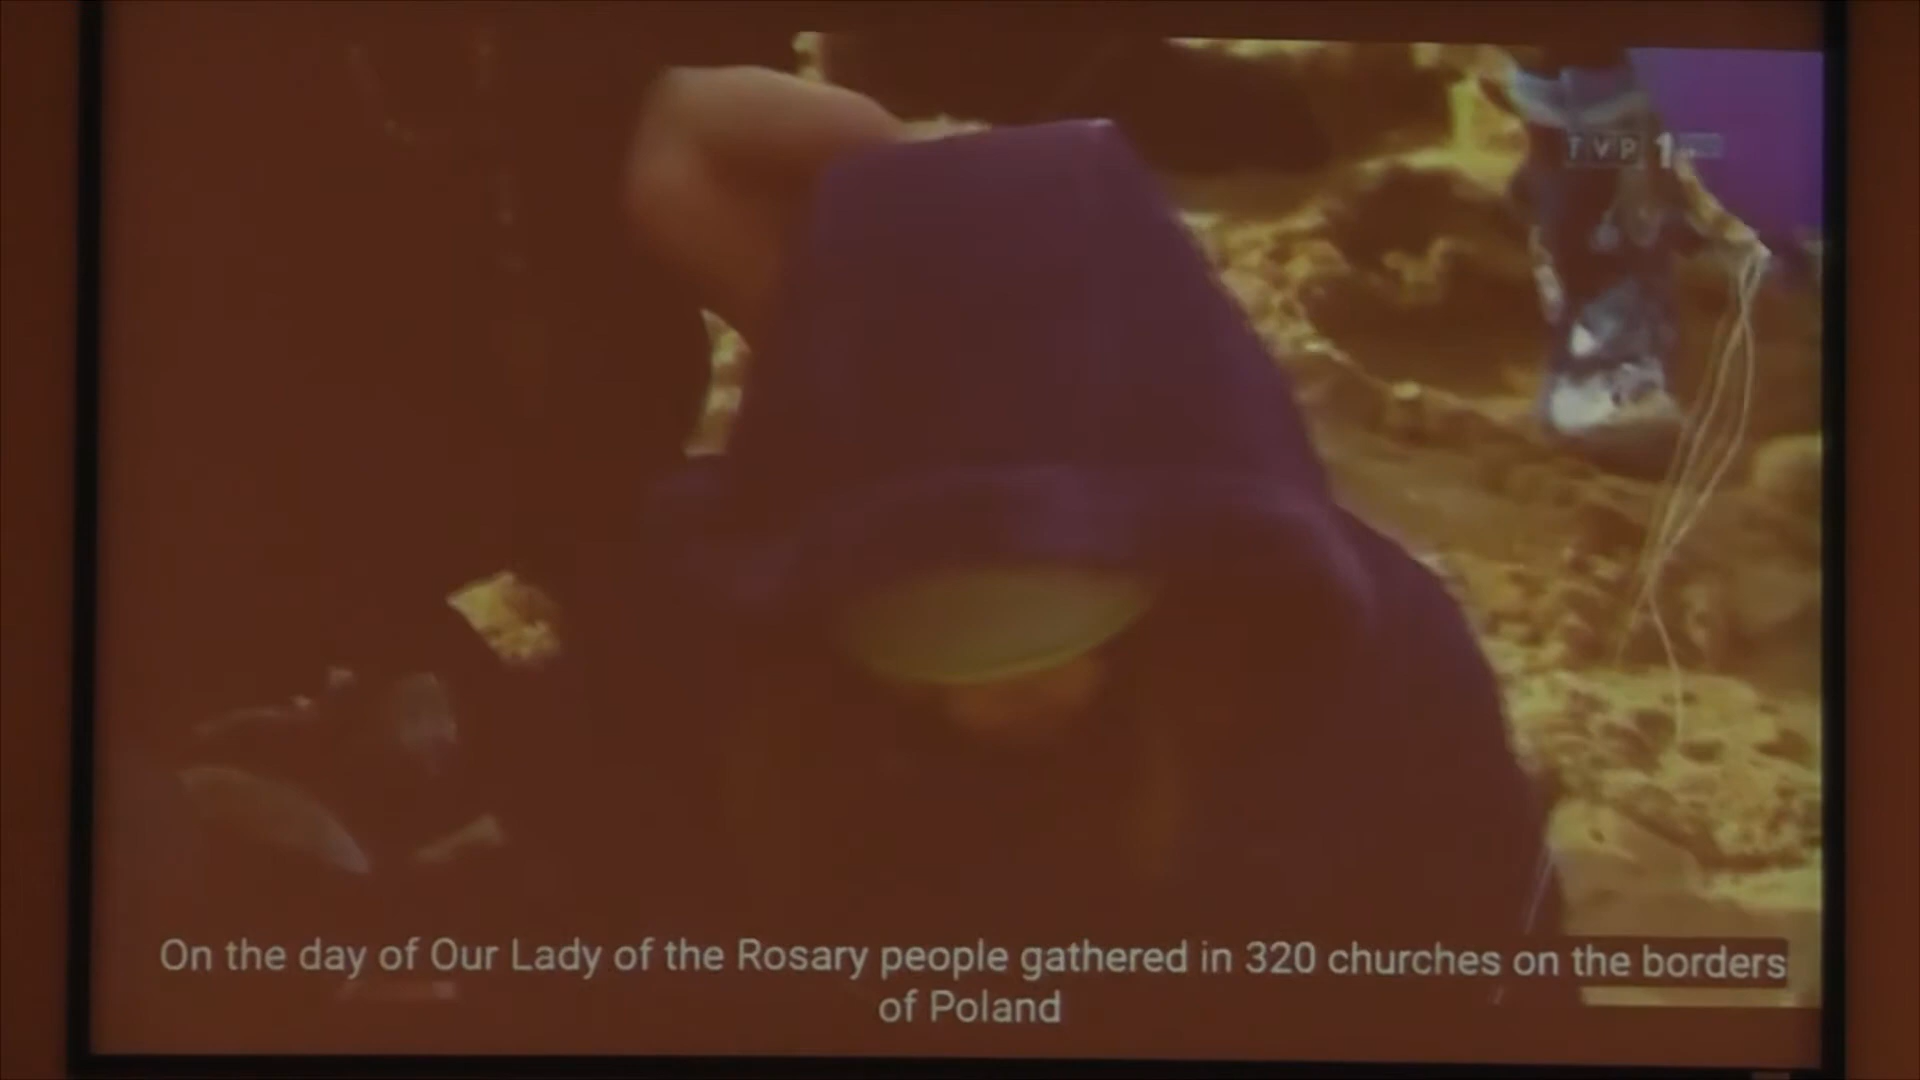 TVP 1
On the day of Our Lady of the Rosary people gathered in 320 churches on the borders
of Poland